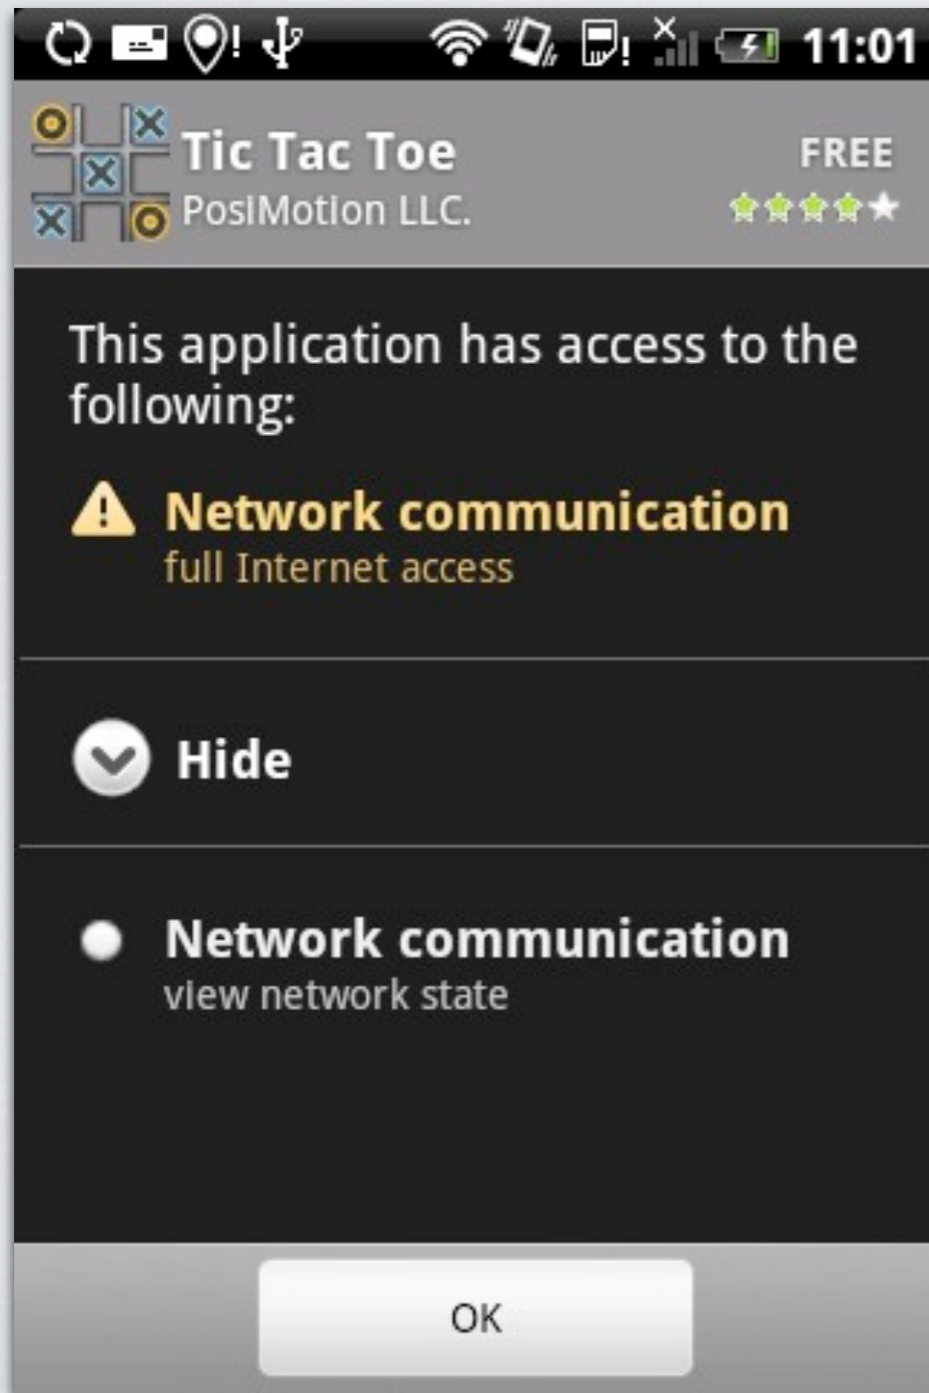 11:01
Tic Tac Toe
FREE
PosiMotion LLC.
This application has access to the
following:
Network communication
full Internet access
Hide
Network communication
view network state
OK